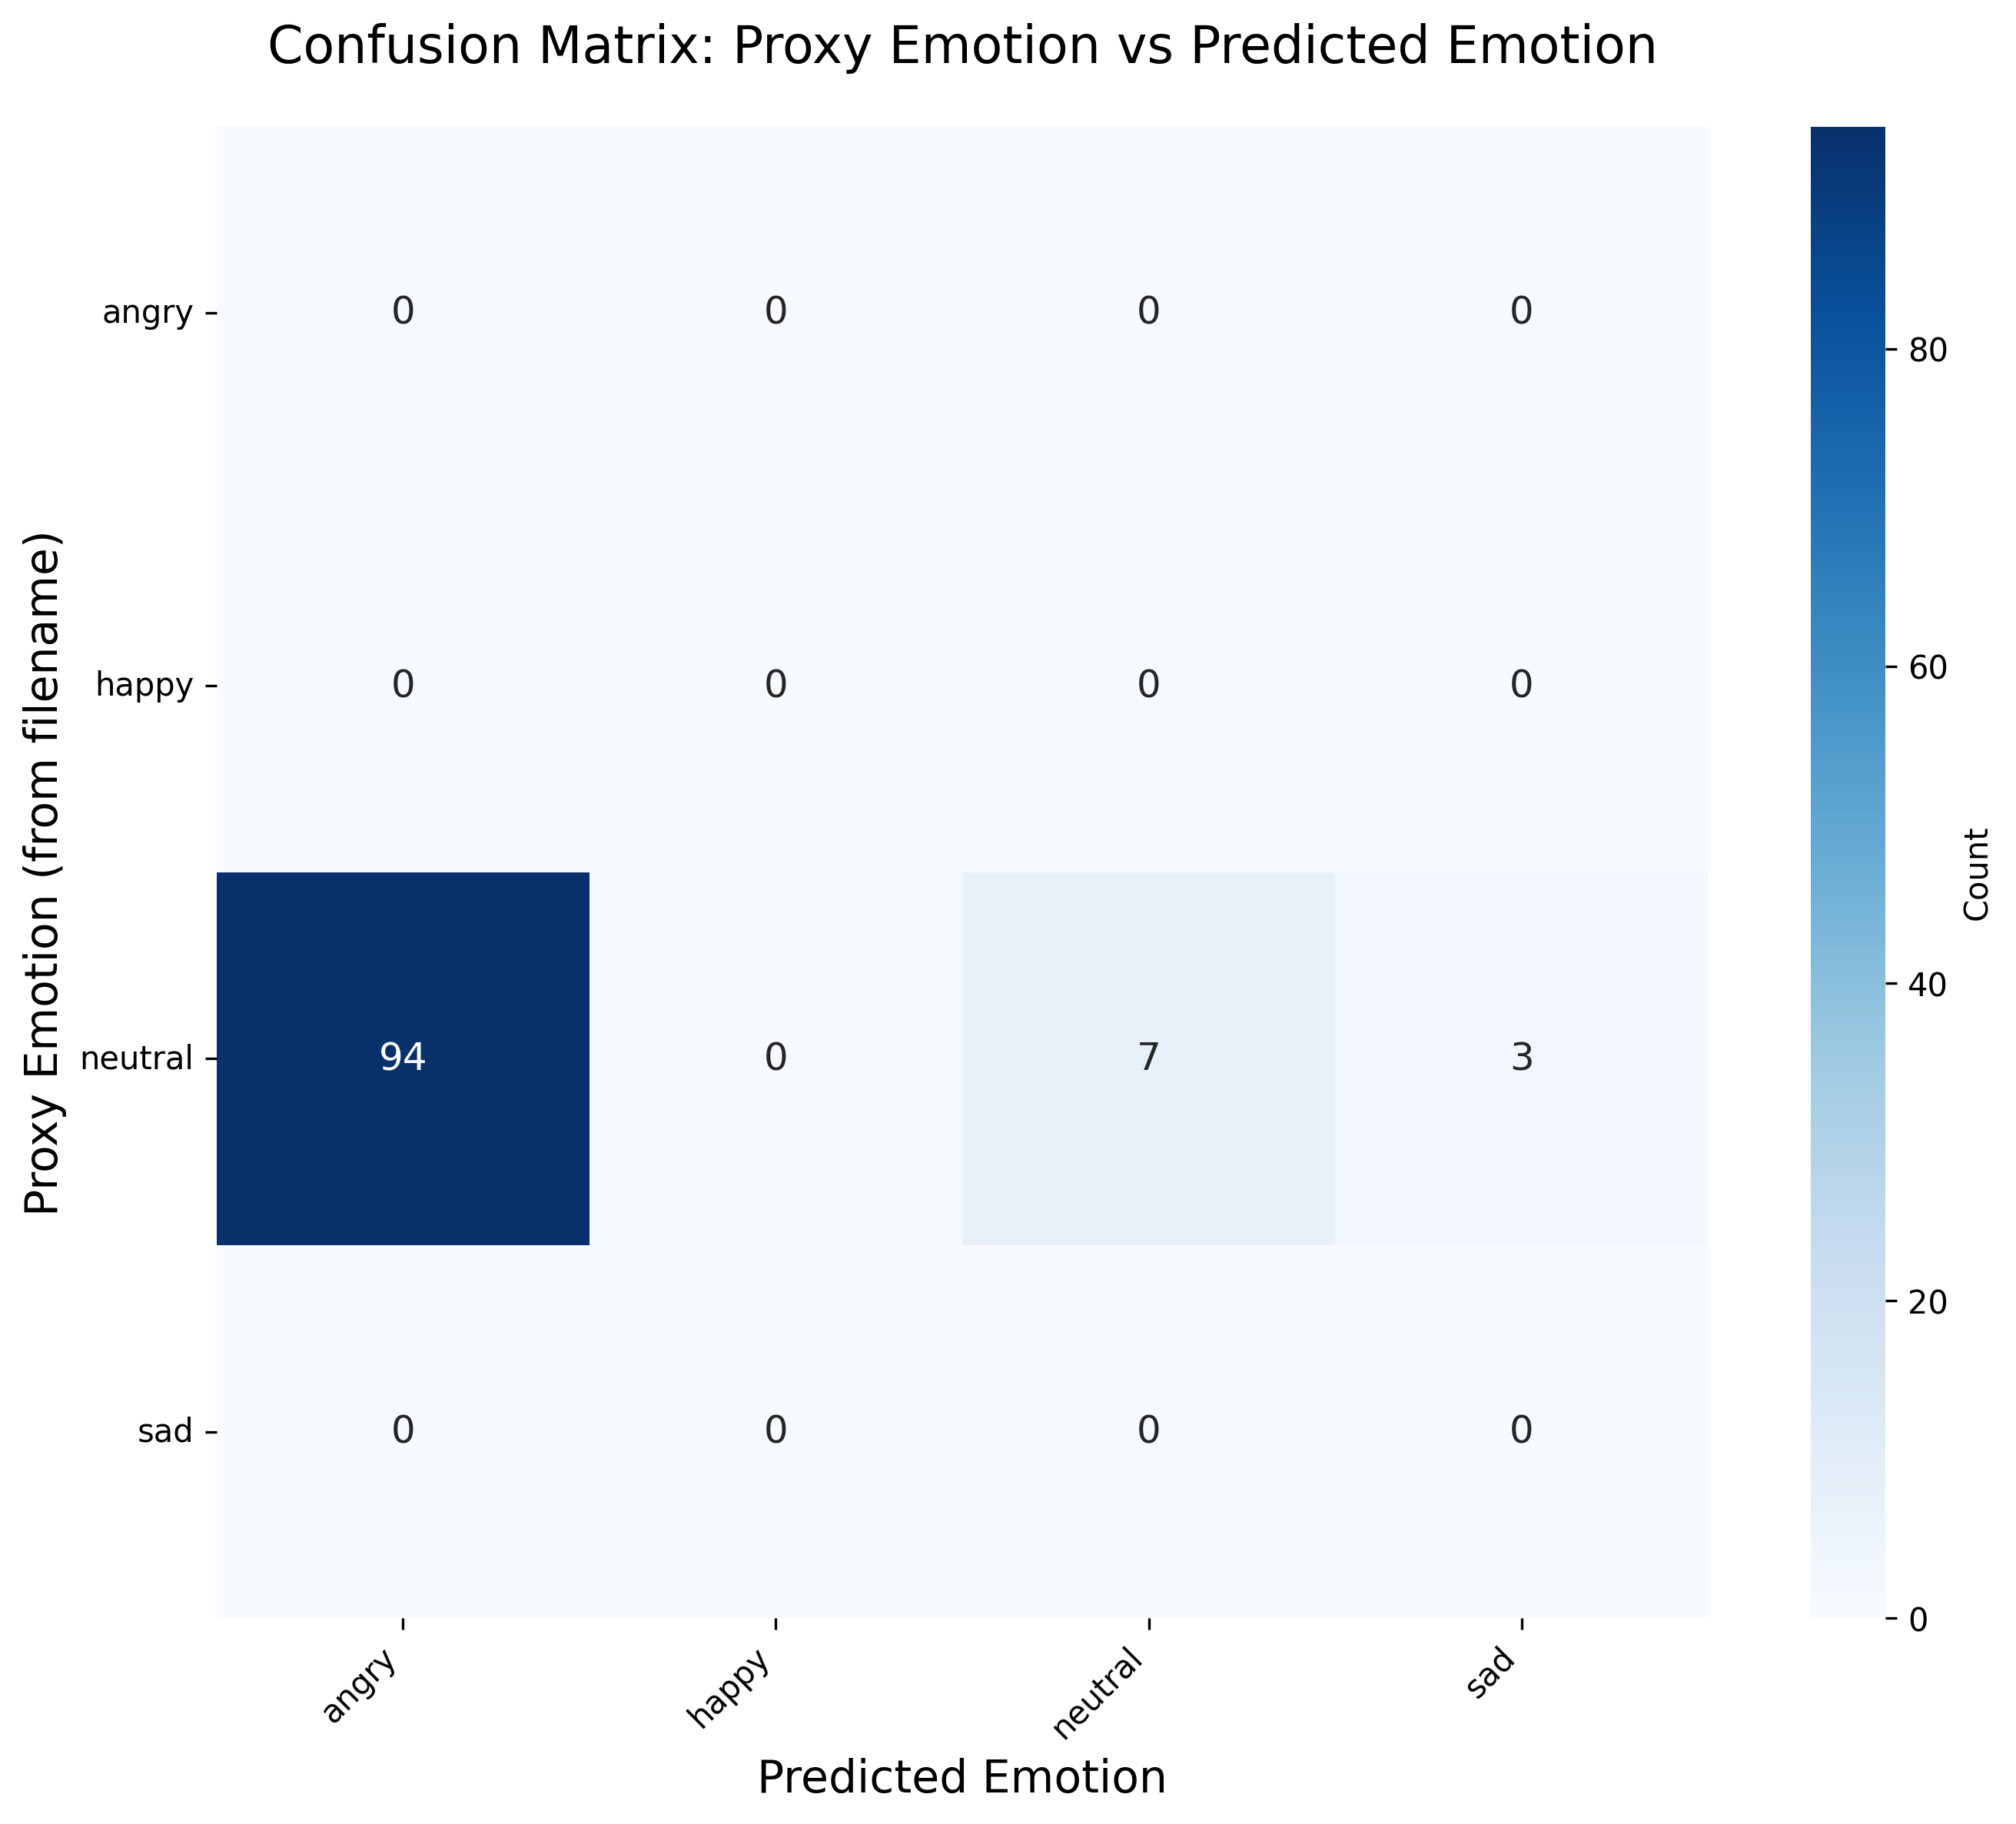 Confusion Matrix: Proxy Emotion vs Predicted Emotion
Proxy Emotion (from filename)
angry 0 0 0 0
happy 0 0 0 0
neutral 94 0 7 3
sad 0 0 0 0
angry happy neutral sad
Predicted Emotion
80
60
40
20
0
Count